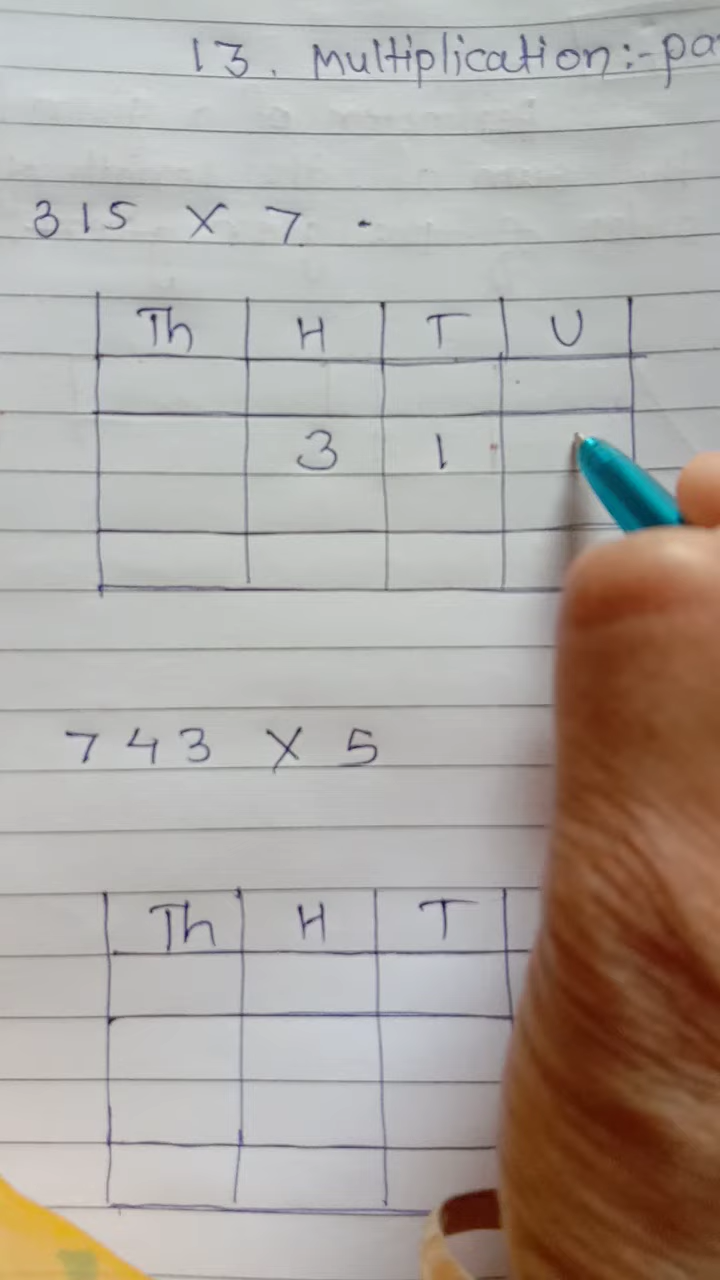 13. Multiplication:- pa
315 × 7
Th H T U
3 1
743 × 5
Th H T